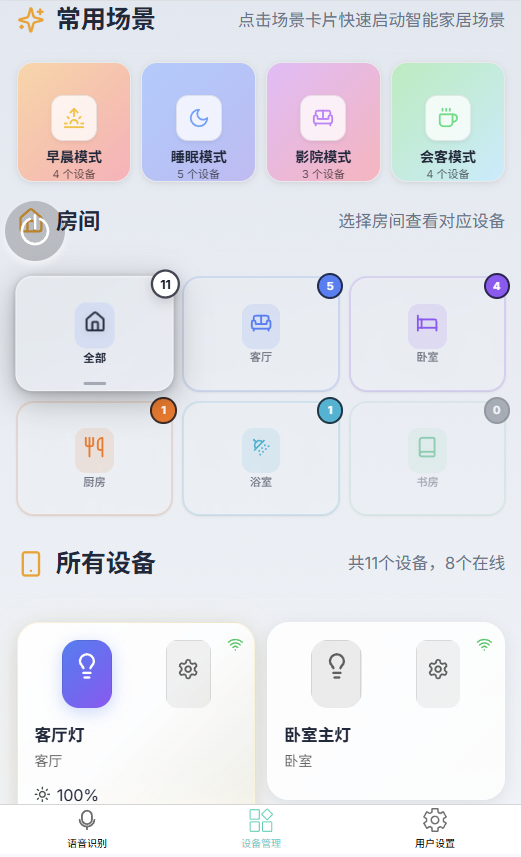 常用场景
点击场景卡片快速启动智能家居场景
早晨模式
4 个设备
睡眠模式
5 个设备
影院模式
3 个设备
会客模式
4 个设备
房间
选择房间查看对应设备
11
全部
5
客厅
4
卧室
1
厨房
1
浴室
0
书房
所有设备
共11个设备，8个在线
客厅灯
客厅
100%
卧室主灯
卧室
语音识别
设备管理
用户设置